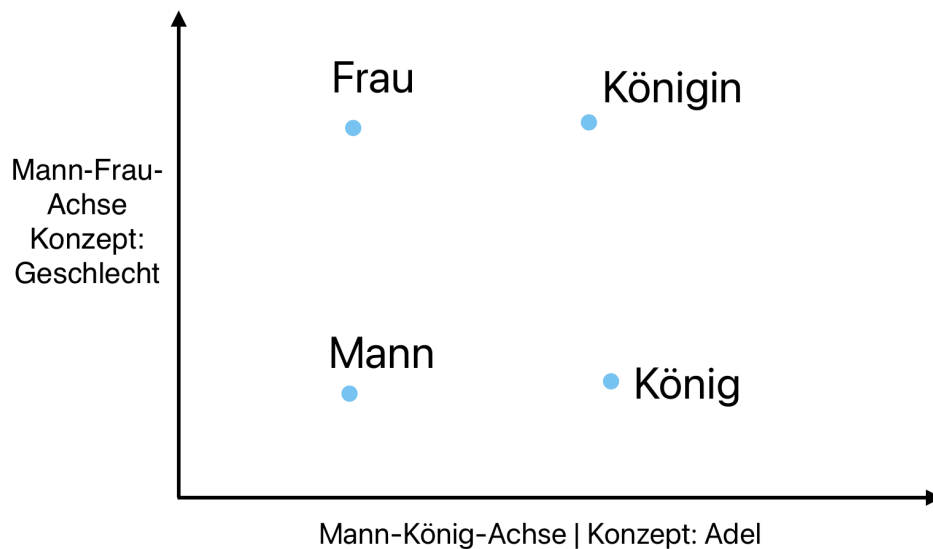 Frau
Königin
Mann-Frau-
Achse
Konzept:
Geschlecht
Mann
König
Mann-König-Achse | Konzept: Adel